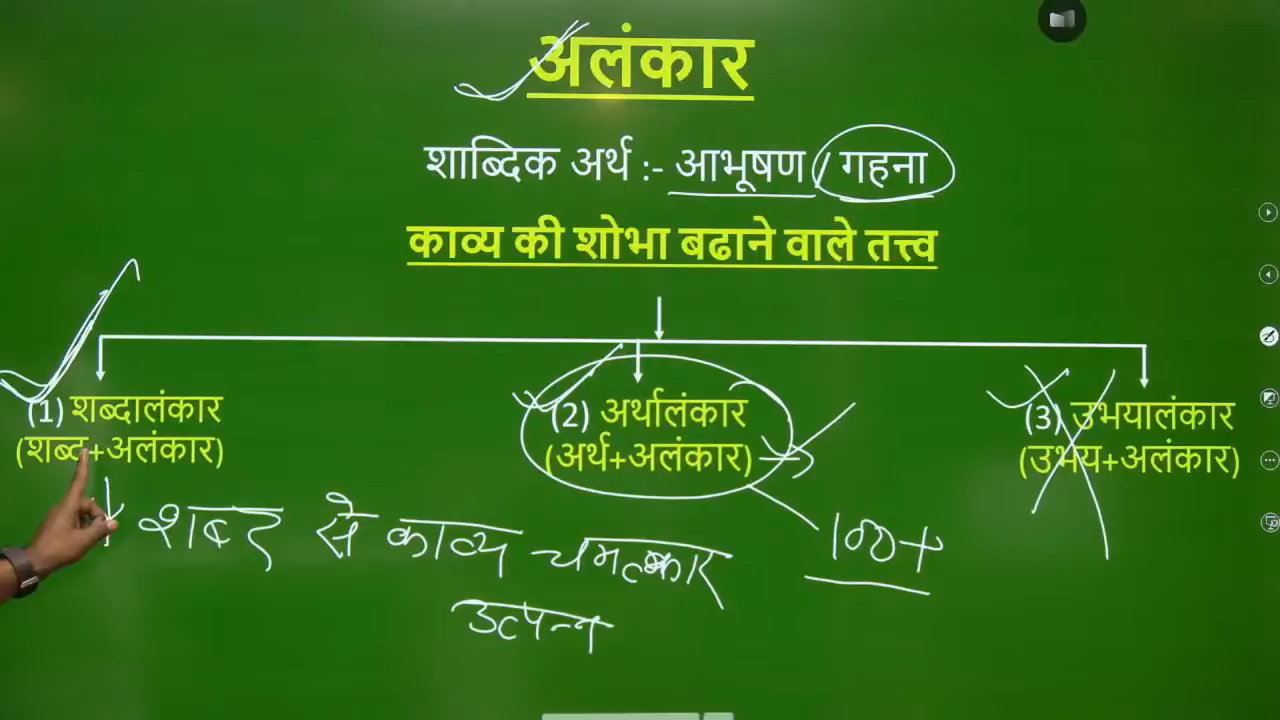 अलंकार
शाब्दिक अर्थ :- आभूषण / गहना
काव्य की शोभा बढाने वाले तत्त्व
(1) शब्दालंकार
(शब्द+अलंकार)
(2) अर्थालंकार
(अर्थ+अलंकार)
(3) उभयालंकार
(उभय+अलंकार)
शब्द से काव्य चमत्कार
उत्पन्न
100+